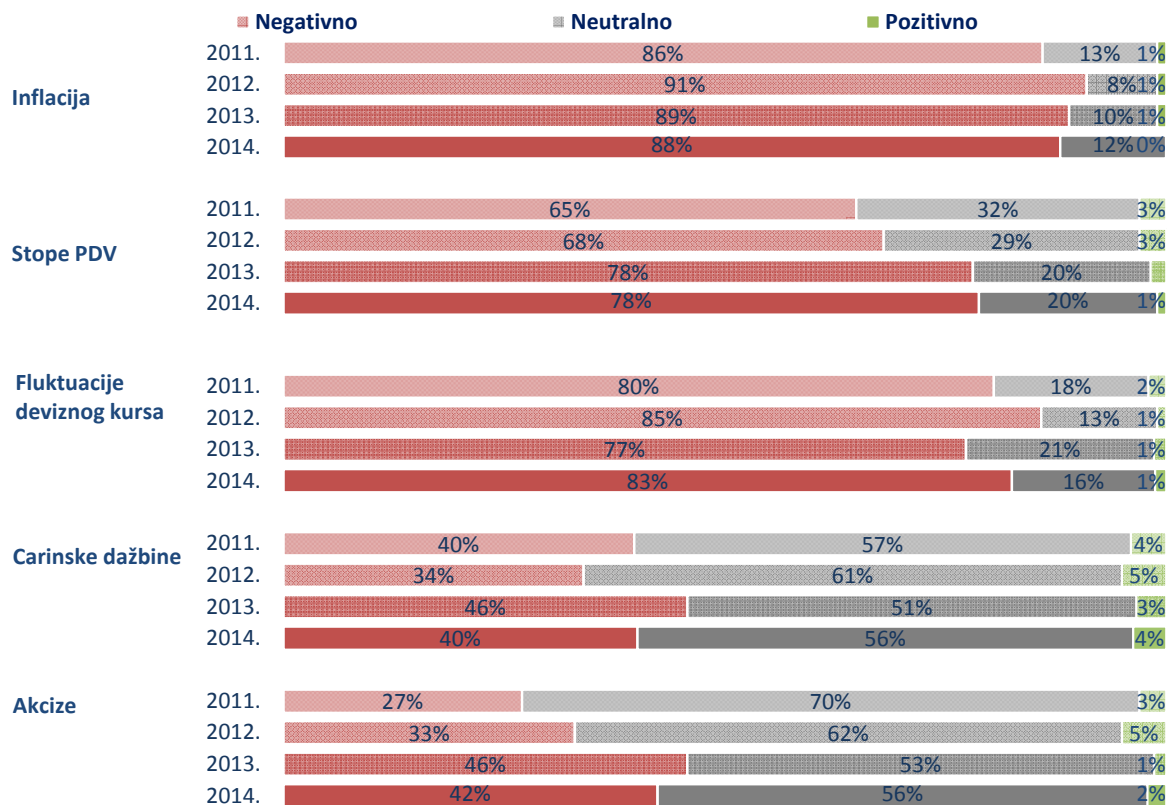 Negativno Neutralno Pozitivno
Inflacija
2011. 86% 13% 1%
2012. 91% 8% 1%
2013. 89% 10% 1%
2014. 88% 12% 0%
Stope PDV
2011. 65% 32% 3%
2012. 68% 29% 3%
2013. 78% 20%
2014. 78% 20% 1%
Fluktuacije
deviznog kursa
2011. 80% 18% 2%
2012. 85% 13% 1%
2013. 77% 21% 1%
2014. 83% 16% 1%
Carinske dažbine
2011. 40% 57% 4%
2012. 34% 61% 5%
2013. 46% 51% 3%
2014. 40% 56% 4%
Akcize
2011. 27% 70% 3%
2012. 33% 62% 5%
2013. 46% 53% 1%
2014. 42% 56% 2%